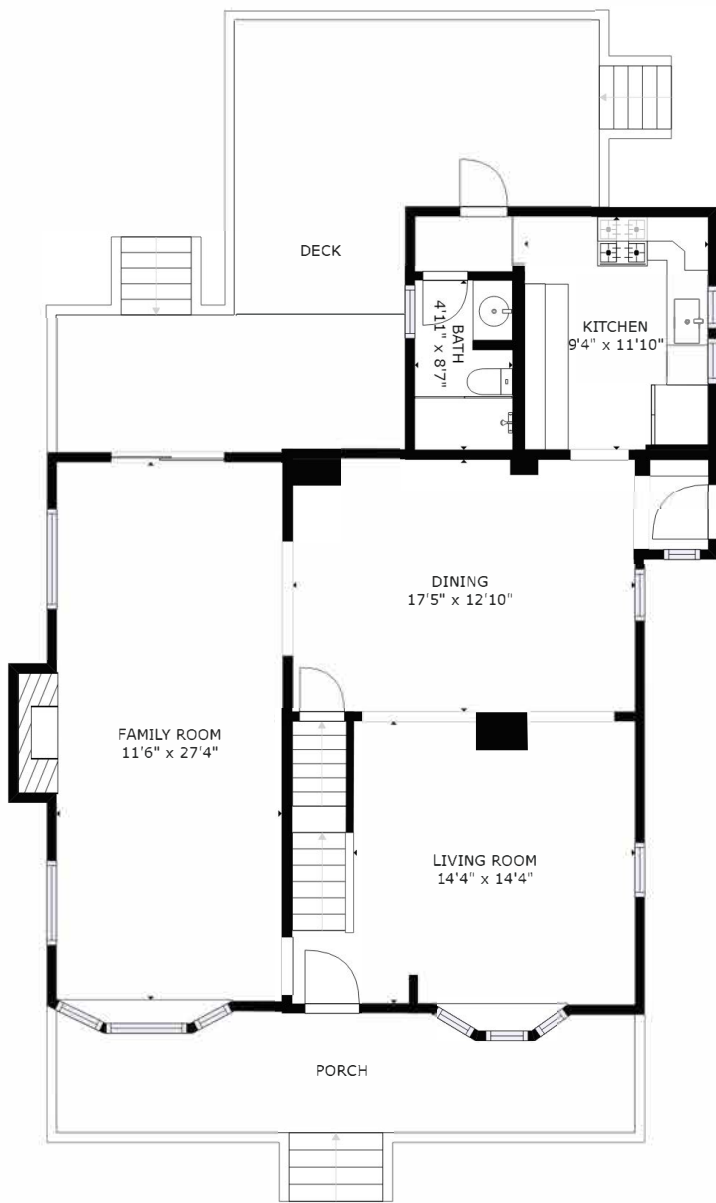 DECK
KITCHEN
9'4" x 11'10"
BATH
4'11" x 8'7"
DINING
17'5" x 12'10"
FAMILY ROOM
11'6" x 27'4"
LIVING ROOM
14'4" x 14'4"
PORCH